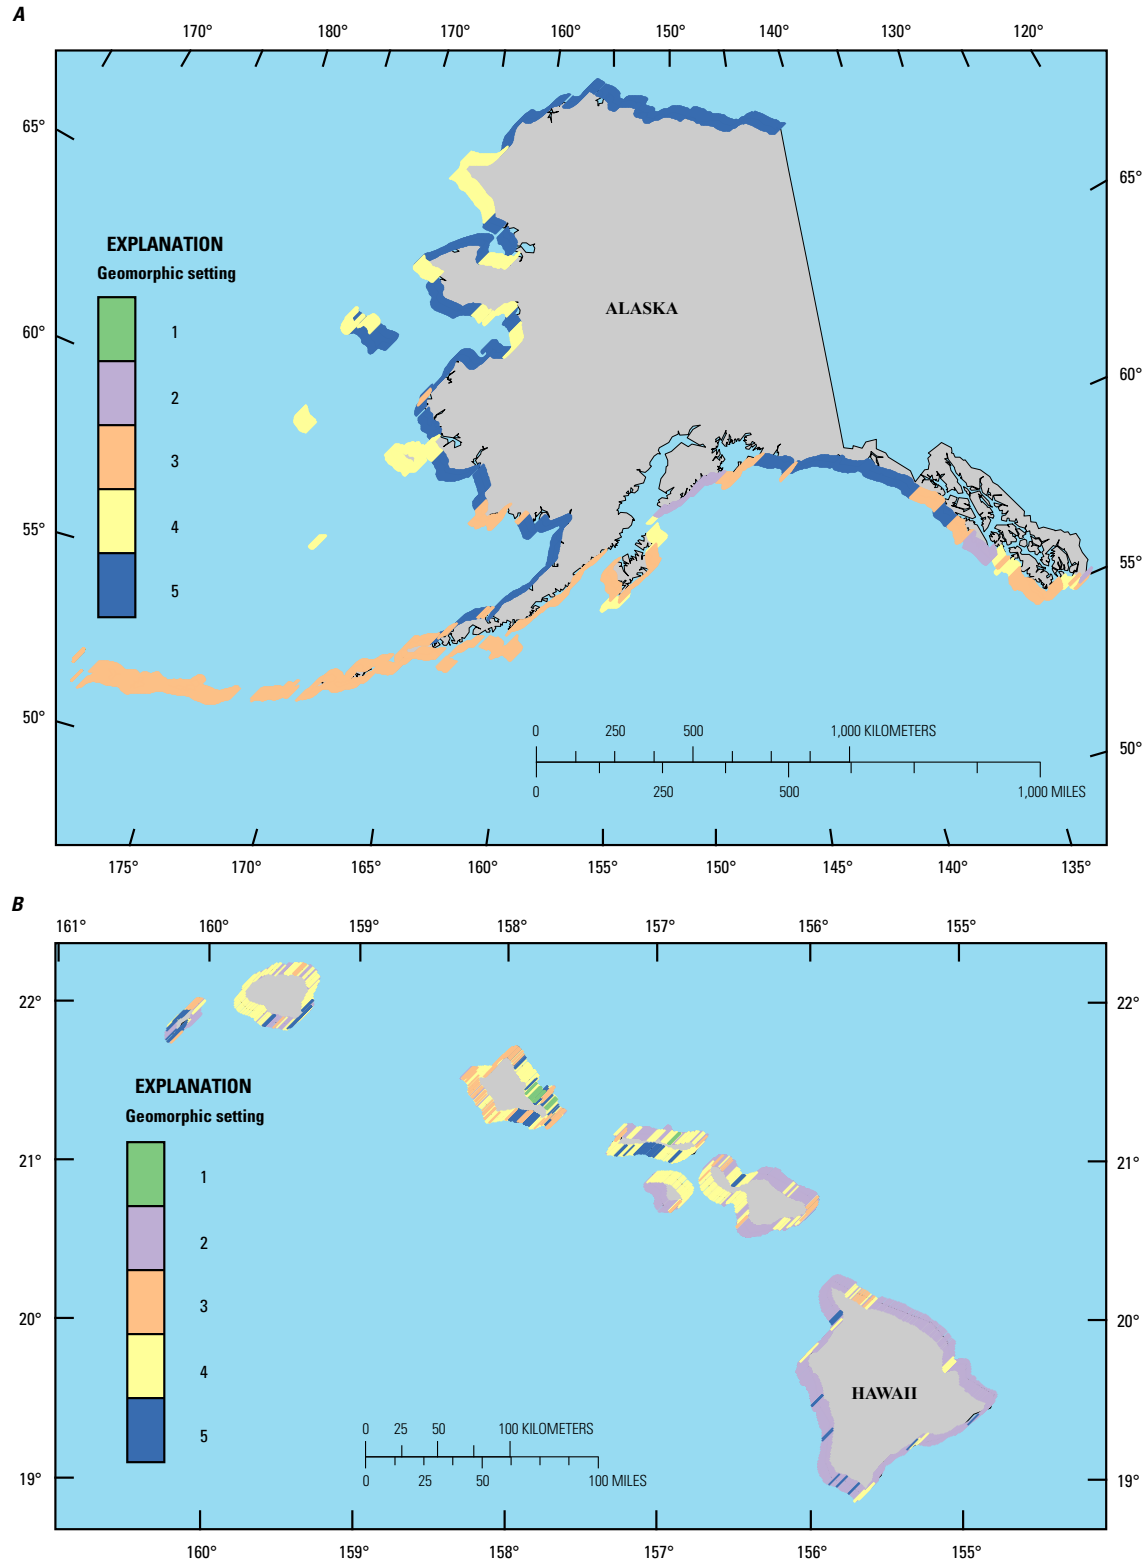 A
170° 180° 170° 160° 150° 140° 130° 120°
65°
65°
EXPLANATION
Geomorphic setting
1
2
3
4
5
ALASKA
60°
60°
55°
55°
50°
50°
0 250 500 1,000 KILOMETERS
0 250 500 1,000 MILES
175° 170° 165° 160° 155° 150° 140° 135°
B
161° 160° 159° 158° 157° 156° 155°
22°
22°
EXPLANATION
Geomorphic setting
1
2
3
4
5
21°
21°
20°
20°
HAWAII
0 25 50 100 KILOMETERS
0 25 50 100 MILES
19°
19°
160° 159° 158° 157° 156° 155°